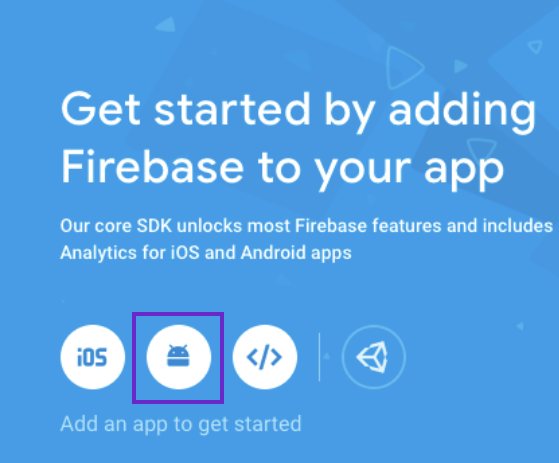 Get started by adding
Firebase to your app
Our core SDK unlocks most Firebase features and includes
Analytics for iOS and Android apps
iOS
</>
Add an app to get started